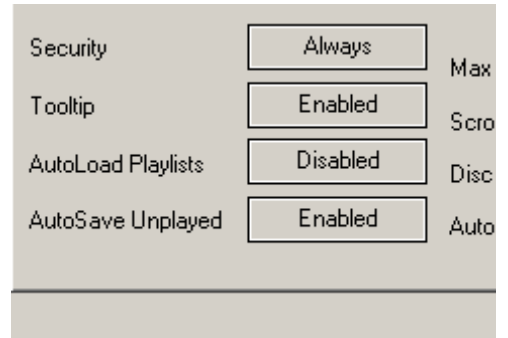 Security Always
Max
Tooltip Enabled
Scro
AutoLoad Playlists Disabled
Disc
AutoSave Unplayed Enabled
Auto